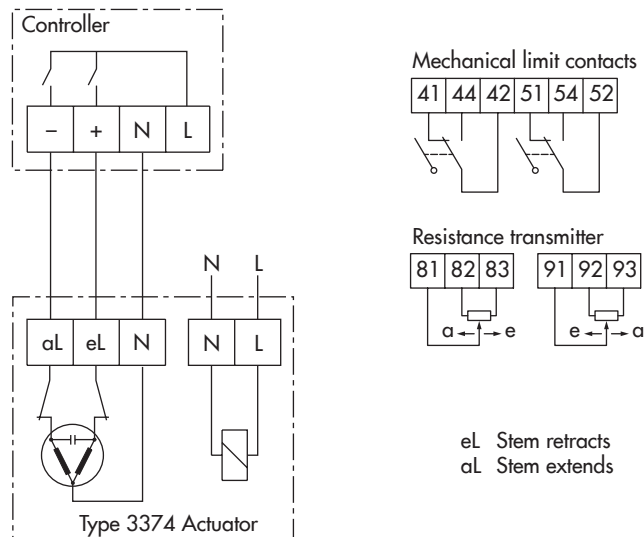 Controller
– + N L
N L
aL eL N N L
Type 3374 Actuator
Mechanical limit contacts
41 44 42 51 54 52
Resistance transmitter
81 82 83 91 92 93
a e e a
eL Stem retracts
aL Stem extends